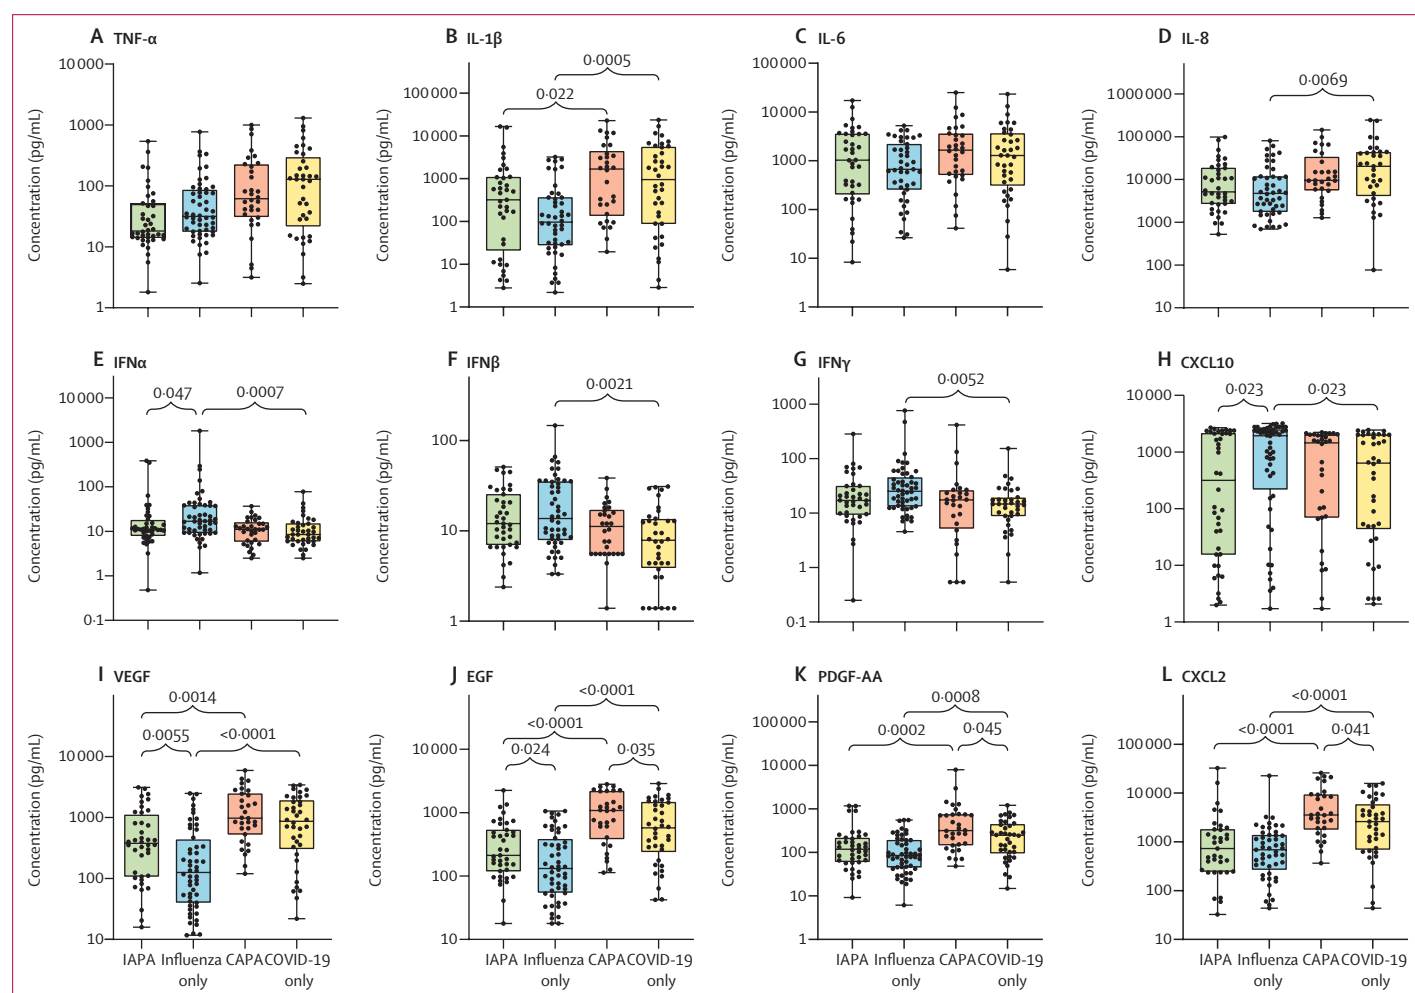 A TNF-α
Concentration (pg/mL)
10 000
1000
100
10
1
B IL-1β
0·0005
0·022
Concentration (pg/mL)
100 000
10 000
1000
100
10
1
C IL-6
Concentration (pg/mL)
100 000
10 000
1000
100
10
1
D IL-8
0·0069
Concentration (pg/mL)
1000 000
100 000
10 000
1000
100
10
E IFNα
0·047
0·0007
Concentration (pg/mL)
10 000
1000
100
10
1
0·1
F IFNβ
0·0021
Concentration (pg/mL)
100
10
1
G IFNγ
0·0052
Concentration (pg/mL)
1000
100
10
1
0·1
H CXCL10
0·023
0·023
Concentration (pg/mL)
10 000
1000
100
10
1
I VEGF
0·0014
0·0055
<0·0001
Concentration (pg/mL)
10 000
1000
100
10
IAPA
Influenza only
CAPA
COVID-19 only
J EGF
<0·0001
<0·0001
0·024
0·035
Concentration (pg/mL)
10 000
1000
100
10
IAPA
Influenza only
CAPA
COVID-19 only
K PDGF-AA
0·0008
0·0002
0·045
Concentration (pg/mL)
100 000
10 000
1000
100
10
1
IAPA
Influenza only
CAPA
COVID-19 only
L CXCL2
<0·0001
<0·0001
0·041
Concentration (pg/mL)
100 000
10 000
1000
100
10
IAPA
Influenza only
CAPA
COVID-19 only